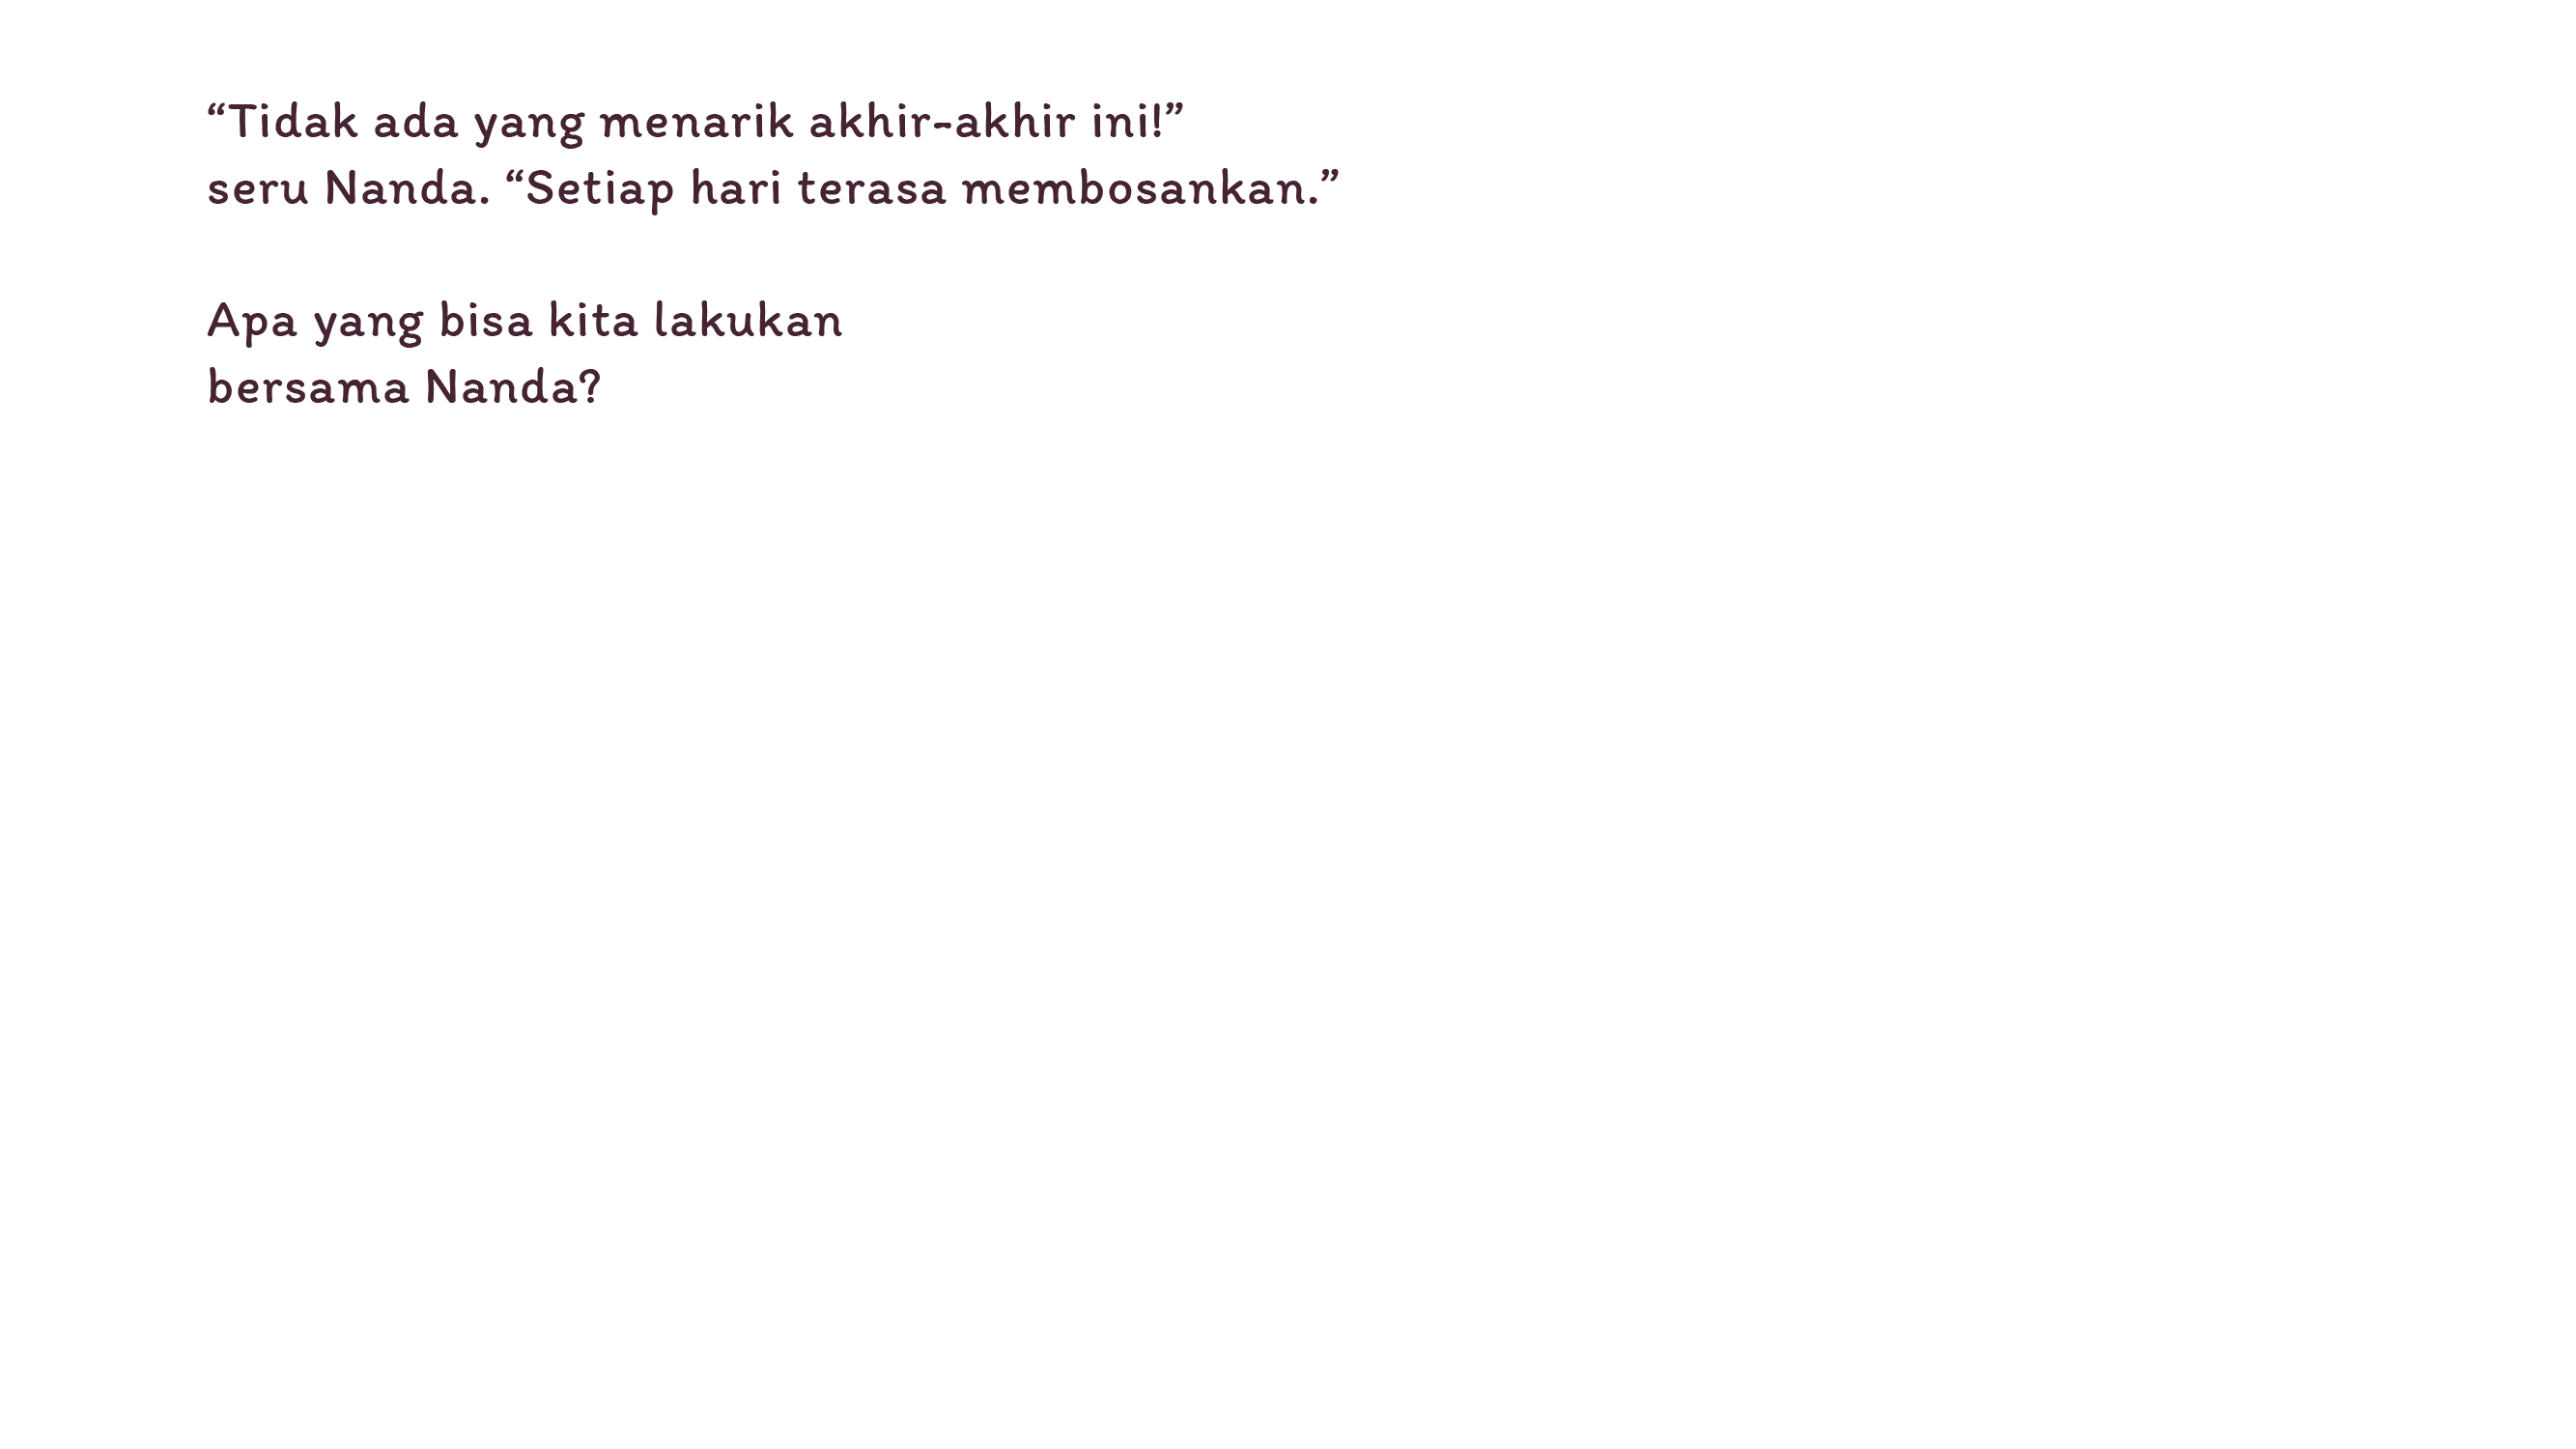 “Tidak ada yang menarik akhir-akhir ini!”
seru Nanda. “Setiap hari terasa membosankan.”
Apa yang bisa kita lakukan
bersama Nanda?